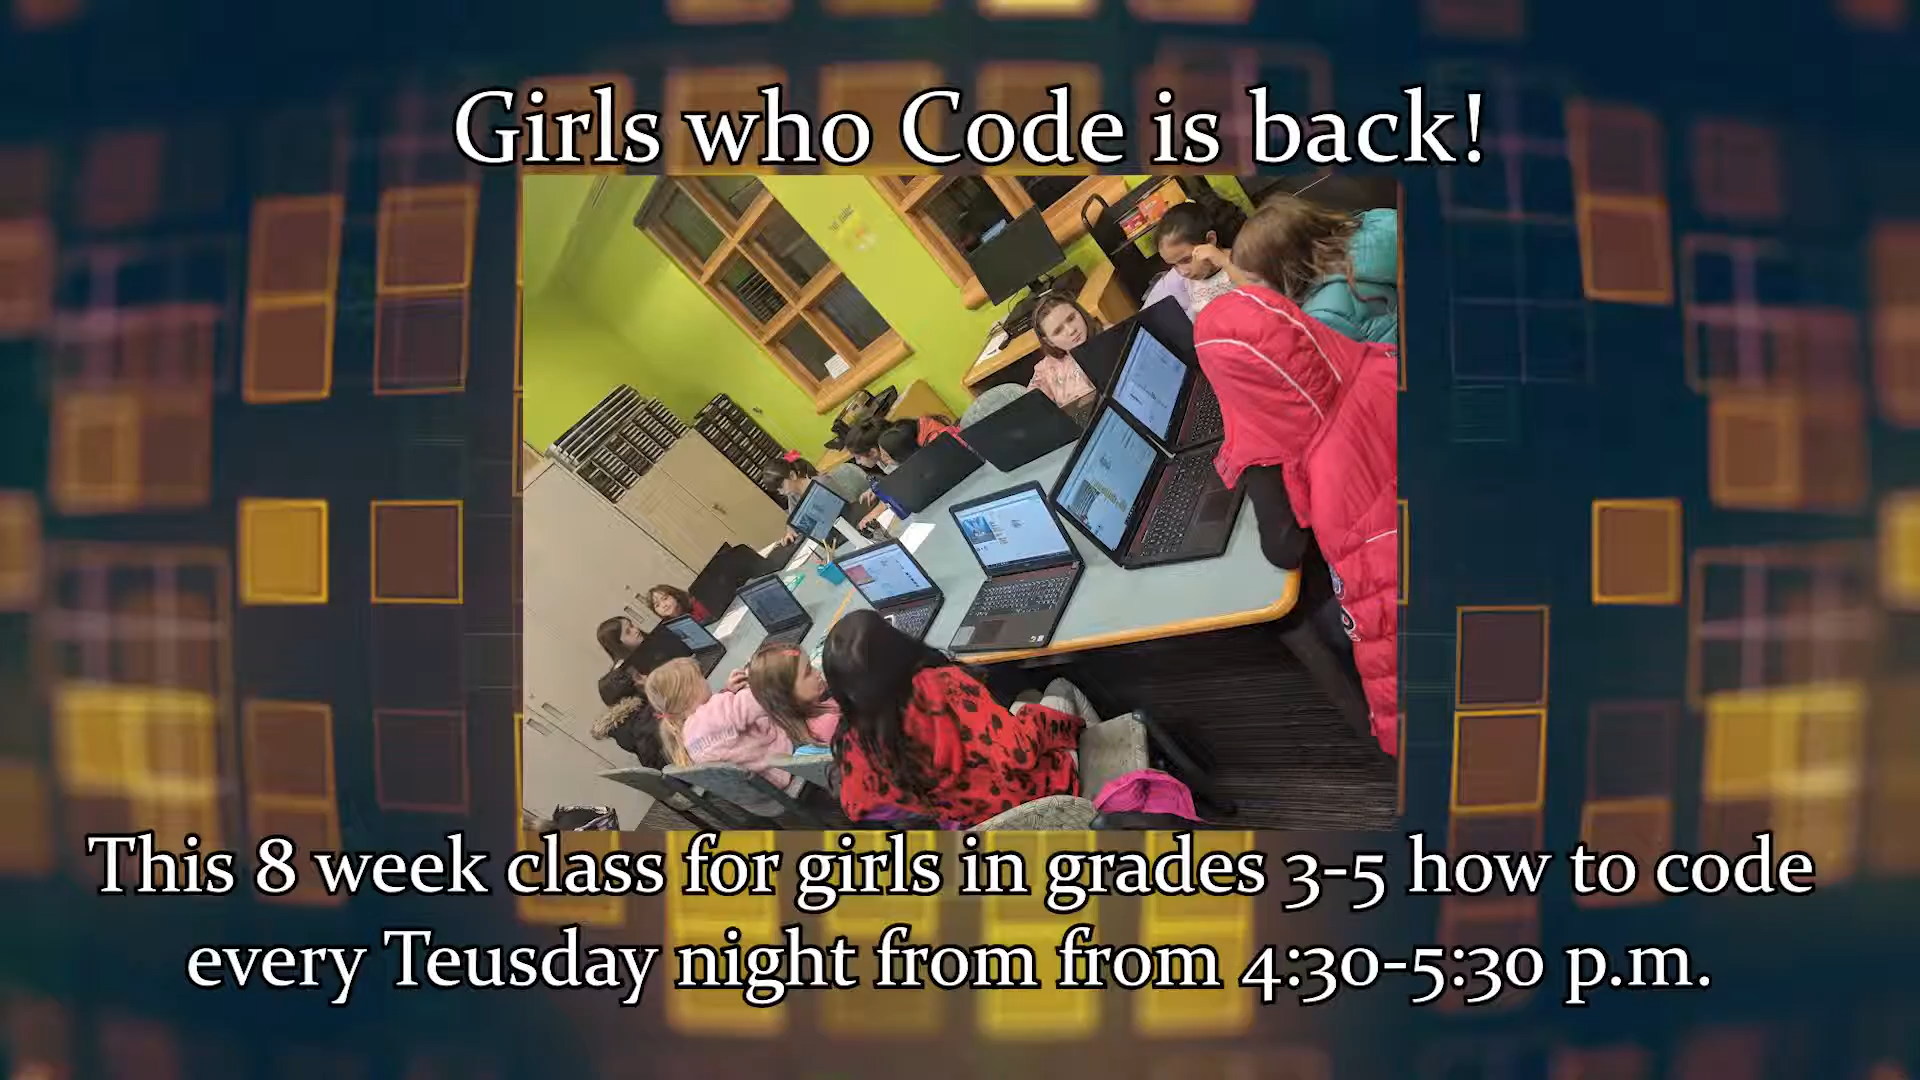 Girls who Code is back!
This 8 week class for girls in grades 3-5 how to code
every Teusday night from from 4:30-5:30 p.m.